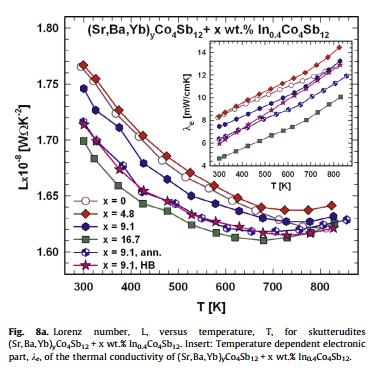 (Sr,Ba,Yb)yCo4Sb12+ x wt.% In0.4Co4Sb12
1.75
1.70
1.65
1.60
L×10⁻⁸ [WΩK⁻²]
14
12
10
8
6
4
λe [mW/cmK]
300 400 500 600 700 800
T [K]
x = 0
x = 4.8
x = 9.1
x = 16.7
x = 9.1, ann.
x = 9.1, HB
300 400 500 600 700 800
T [K]
Fig. 8a. Lorenz number, L, versus temperature, T, for skutterudites
(Sr,Ba,Yb)yCo4Sb12 + x wt.% In0.4Co4Sb12. Insert: Temperature dependent electronic
part, λe, of the thermal conductivity of (Sr,Ba,Yb)yCo4Sb12 + x wt.% In0.4Co4Sb12.